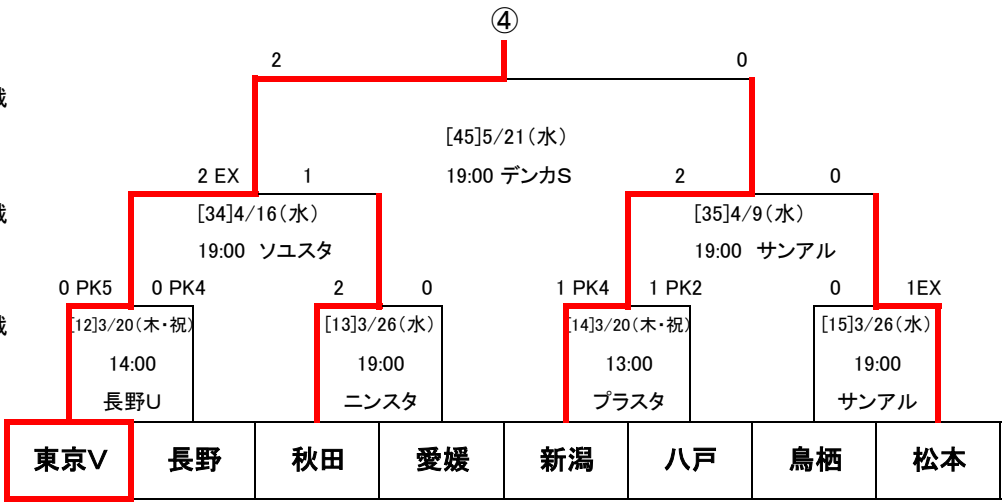 ④
2 0
戦
[45]5/21(水)
19:00 デンカS
2 EX 1 2 0
戦
[34]4/16(水) [35]4/9(水)
19:00 ソユスタ 19:00 サンアル
0 PK5 0 PK4 2 0 1 PK4 1 PK2 0 1EX
戦
[12]3/20(木・祝) [13]3/26(水) [14]3/20(木・祝) [15]3/26(水)
14:00 19:00 13:00 19:00
長野U ニンスタ プラスタ サンアル
東京V 長野 秋田 愛媛 新潟 八戸 鳥栖 松本